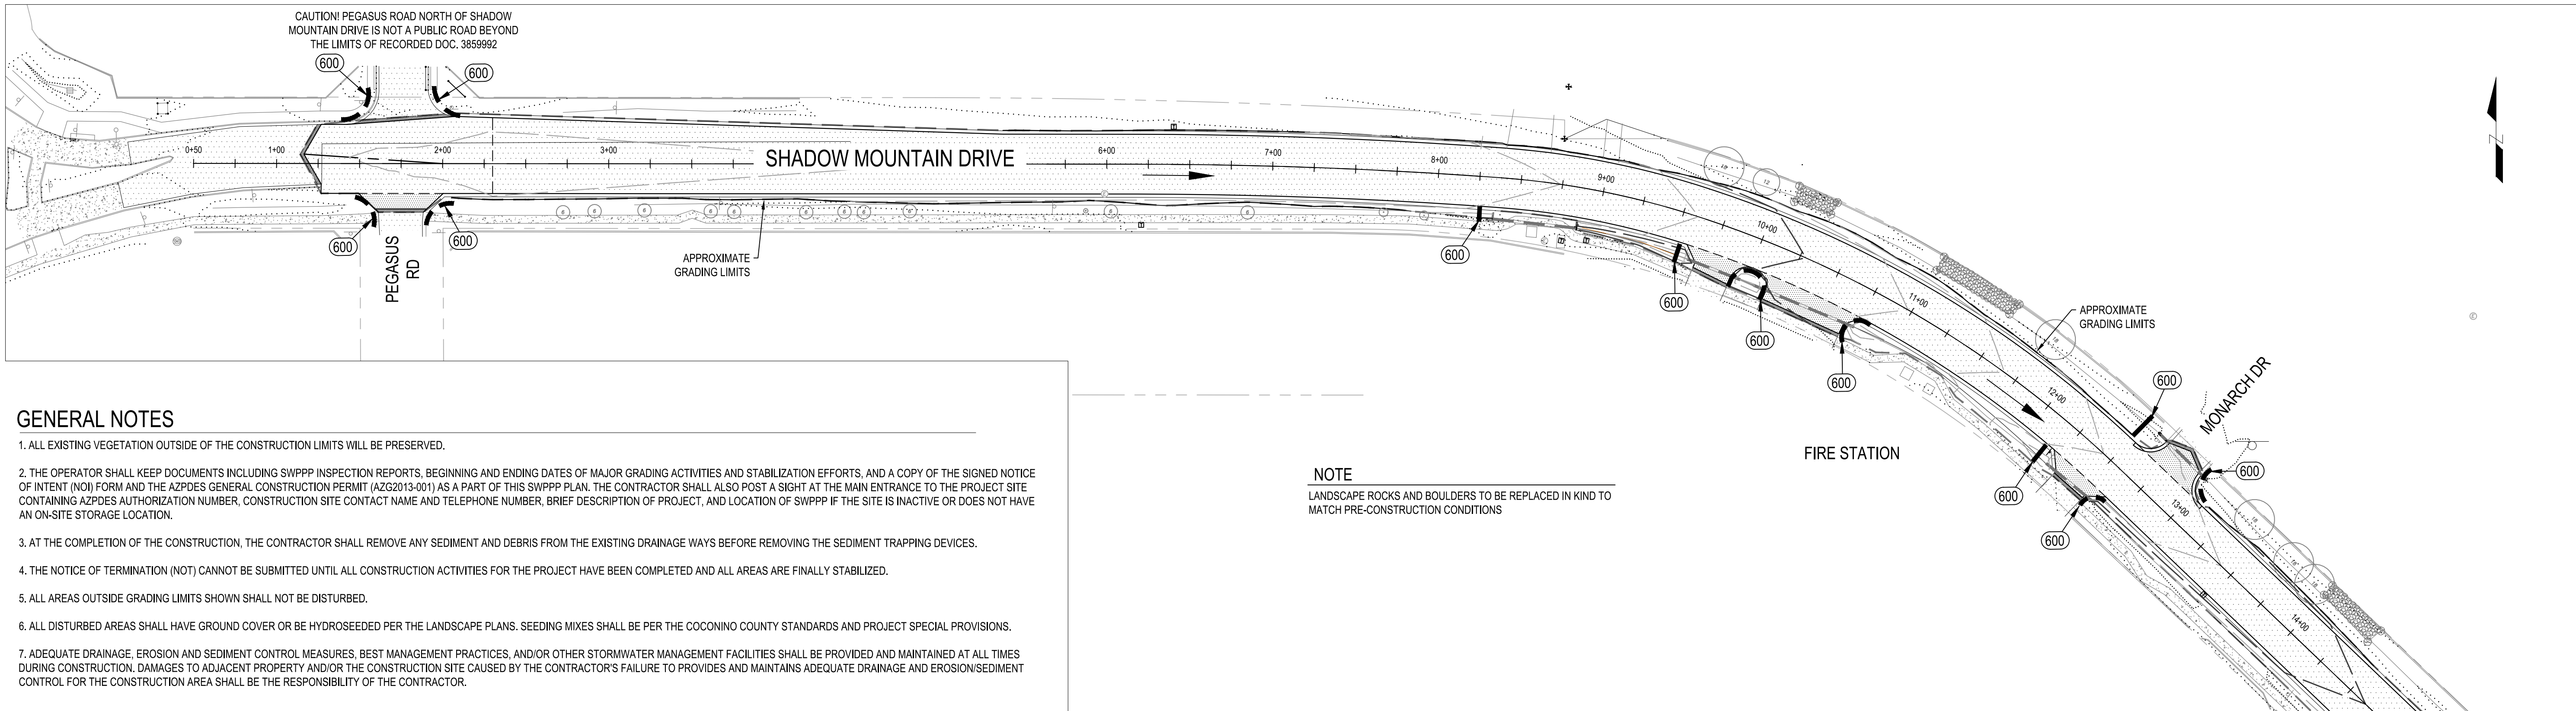 CAUTION! PEGASUS ROAD NORTH OF SHADOW
MOUNTAIN DRIVE IS NOT A PUBLIC ROAD BEYOND
THE LIMITS OF RECORDED DOC. 3859992
600
600
0+50
1+00
2+00
3+00
SHADOW MOUNTAIN DRIVE
6+00
7+00
8+00
9+00
10+00
11+00
12+00
13+00
14+00
600
600
PEGASUS
RD
APPROXIMATE
GRADING LIMITS
600
600
600
600
APPROXIMATE
GRADING LIMITS
600
MONARCH DR
600
600
600
FIRE STATION
Z
GENERAL NOTES
1. ALL EXISTING VEGETATION OUTSIDE OF THE CONSTRUCTION LIMITS WILL BE PRESERVED.
2. THE OPERATOR SHALL KEEP DOCUMENTS INCLUDING SWPPP INSPECTION REPORTS, BEGINNING AND ENDING DATES OF MAJOR GRADING ACTIVITIES AND STABILIZATION EFFORTS, AND A COPY OF THE SIGNED NOTICE
OF INTENT (NOI) FORM AND THE AZPDES GENERAL CONSTRUCTION PERMIT (AZG2013-001) AS A PART OF THIS SWPPP PLAN. THE CONTRACTOR SHALL ALSO POST A SIGHT AT THE MAIN ENTRANCE TO THE PROJECT SITE
CONTAINING AZPDES AUTHORIZATION NUMBER, CONSTRUCTION SITE CONTACT NAME AND TELEPHONE NUMBER, BRIEF DESCRIPTION OF PROJECT, AND LOCATION OF SWPPP IF THE SITE IS INACTIVE OR DOES NOT HAVE
AN ON-SITE STORAGE LOCATION.
3. AT THE COMPLETION OF THE CONSTRUCTION, THE CONTRACTOR SHALL REMOVE ANY SEDIMENT AND DEBRIS FROM THE EXISTING DRAINAGE WAYS BEFORE REMOVING THE SEDIMENT TRAPPING DEVICES.
4. THE NOTICE OF TERMINATION (NOT) CANNOT BE SUBMITTED UNTIL ALL CONSTRUCTION ACTIVITIES FOR THE PROJECT HAVE BEEN COMPLETED AND ALL AREAS ARE FINALLY STABILIZED.
5. ALL AREAS OUTSIDE GRADING LIMITS SHOWN SHALL NOT BE DISTURBED.
6. ALL DISTURBED AREAS SHALL HAVE GROUND COVER OR BE HYDROSEEDED PER THE LANDSCAPE PLANS. SEEDING MIXES SHALL BE PER THE COCONINO COUNTY STANDARDS AND PROJECT SPECIAL PROVISIONS.
7. ADEQUATE DRAINAGE, EROSION AND SEDIMENT CONTROL MEASURES, BEST MANAGEMENT PRACTICES, AND/OR OTHER STORMWATER MANAGEMENT FACILITIES SHALL BE PROVIDED AND MAINTAINED AT ALL TIMES
DURING CONSTRUCTION. DAMAGES TO ADJACENT PROPERTY AND/OR THE CONSTRUCTION SITE CAUSED BY THE CONTRACTOR'S FAILURE TO PROVIDES AND MAINTAINS ADEQUATE DRAINAGE AND EROSION/SEDIMENT
CONTROL FOR THE CONSTRUCTION AREA SHALL BE THE RESPONSIBILITY OF THE CONTRACTOR.
NOTE
LANDSCAPE ROCKS AND BOULDERS TO BE REPLACED IN KIND TO
MATCH PRE-CONSTRUCTION CONDITIONS